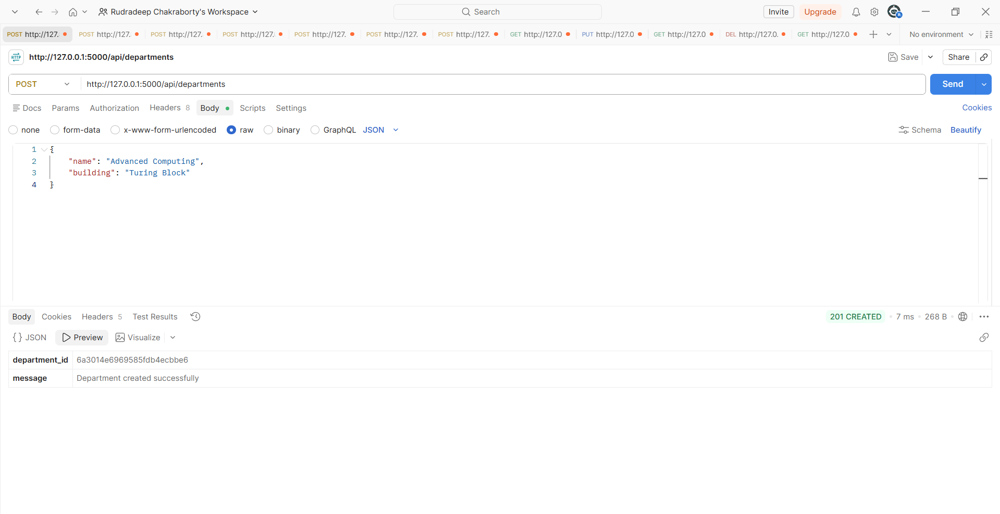 Rudradeep Chakraborty's Workspace Search Invite Upgrade
POST http://127. POST http://127. POST http://127. POST http://127. POST http://127. POST http://127. POST http://127. GET http://127.0 PUT http://127.0 GET http://127.0 DEL http://127.0. GET http://127.0 No environment
HTTP http://127.0.0.1:5000/api/departments Save Share
POST http://127.0.0.1:5000/api/departments Send
Docs Params Authorization Headers 8 Body Scripts Settings Cookies
none form-data x-www-form-urlencoded raw binary GraphQL JSON Schema Beautify
1 {
2 "name": "Advanced Computing",
3 "building": "Turing Block"
4 }
Body Cookies Headers 5 Test Results 201 CREATED • 7 ms • 268 B •
{} JSON Preview Visualize
department_id 6a3014e6969585fdb4ecbbe6
message Department created successfully